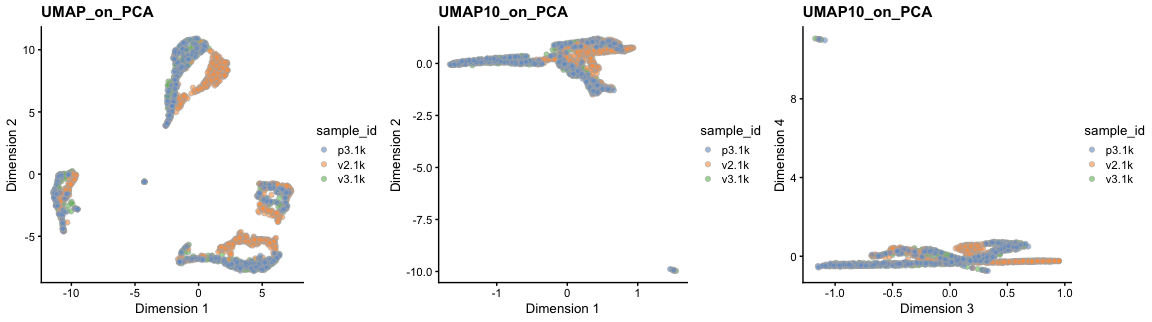 UMAP_on_PCA
10
5
0
-5
Dimension 2
-10
-5
0
5
Dimension 1
sample_id
p3.1k
v2.1k
v3.1k
UMAP10_on_PCA
0.0
-2.5
-5.0
-7.5
-10.0
Dimension 2
-1
0
1
Dimension 1
sample_id
p3.1k
v2.1k
v3.1k
UMAP10_on_PCA
8
4
0
Dimension 4
-1.0
-0.5
0.0
0.5
1.0
Dimension 3
sample_id
p3.1k
v2.1k
v3.1k